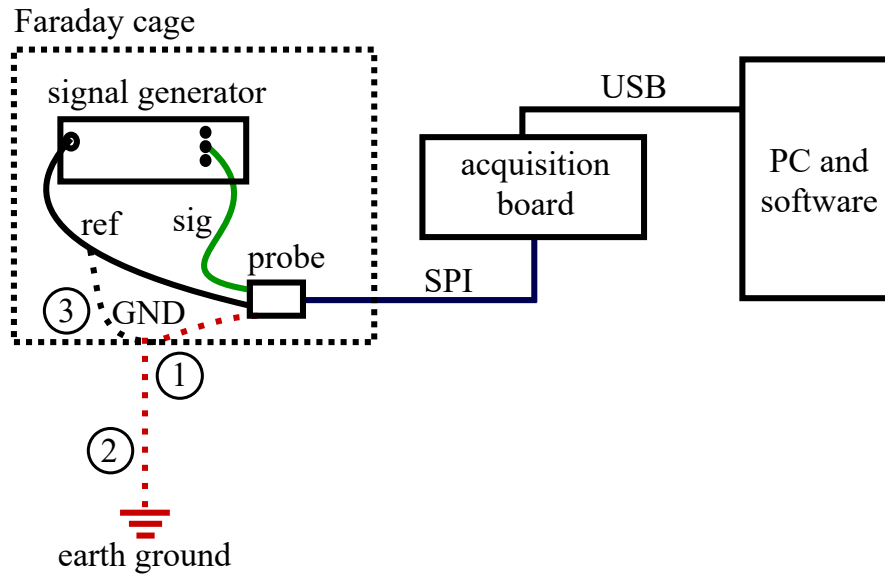 Faraday cage
signal generator
USB
acquisition
board
PC and
software
ref
sig
probe
SPI
3
GND
1
2
earth ground